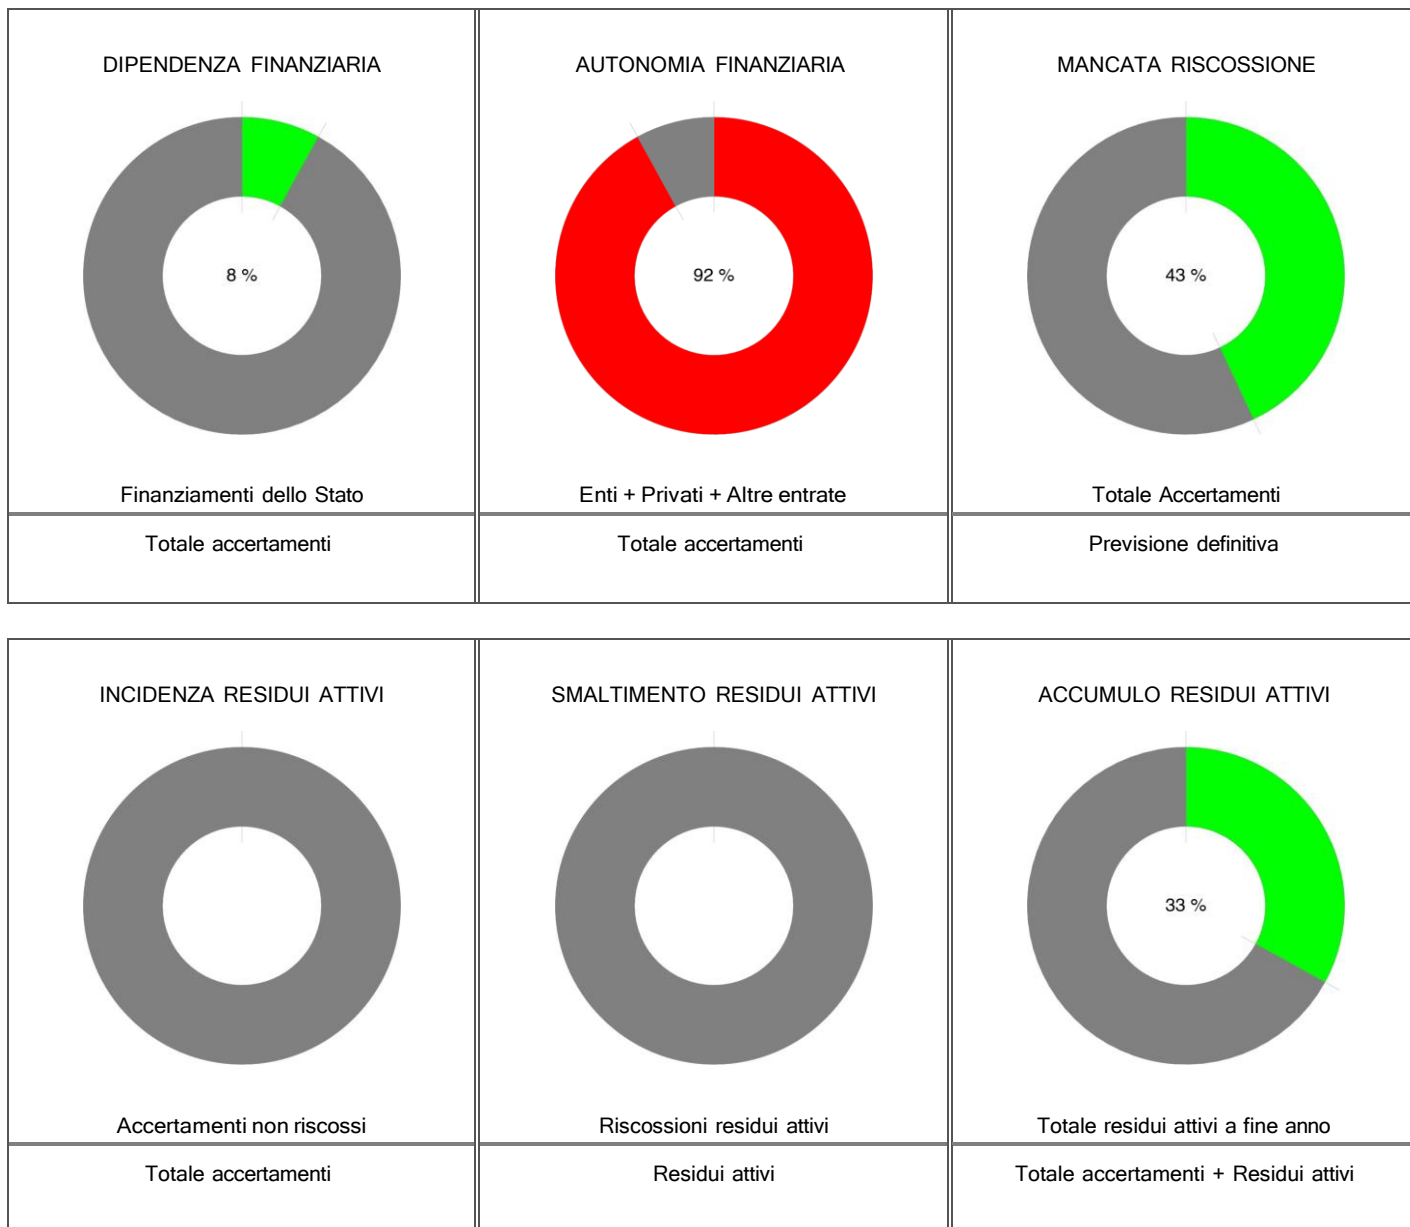 DIPENDENZA FINANZIARIA
8 %
Finanziamenti dello Stato
Totale accertamenti
AUTONOMIA FINANZIARIA
92 %
Enti + Privati + Altre entrate
Totale accertamenti
MANCATA RISCOSSIONE
43 %
Totale Accertamenti
Previsione definitiva
INCIDENZA RESIDUI ATTIVI
Accertamenti non riscossi
Totale accertamenti
SMALTIMENTO RESIDUI ATTIVI
Riscossioni residui attivi
Residui attivi
ACCUMULO RESIDUI ATTIVI
33 %
Totale residui attivi a fine anno
Totale accertamenti + Residui attivi